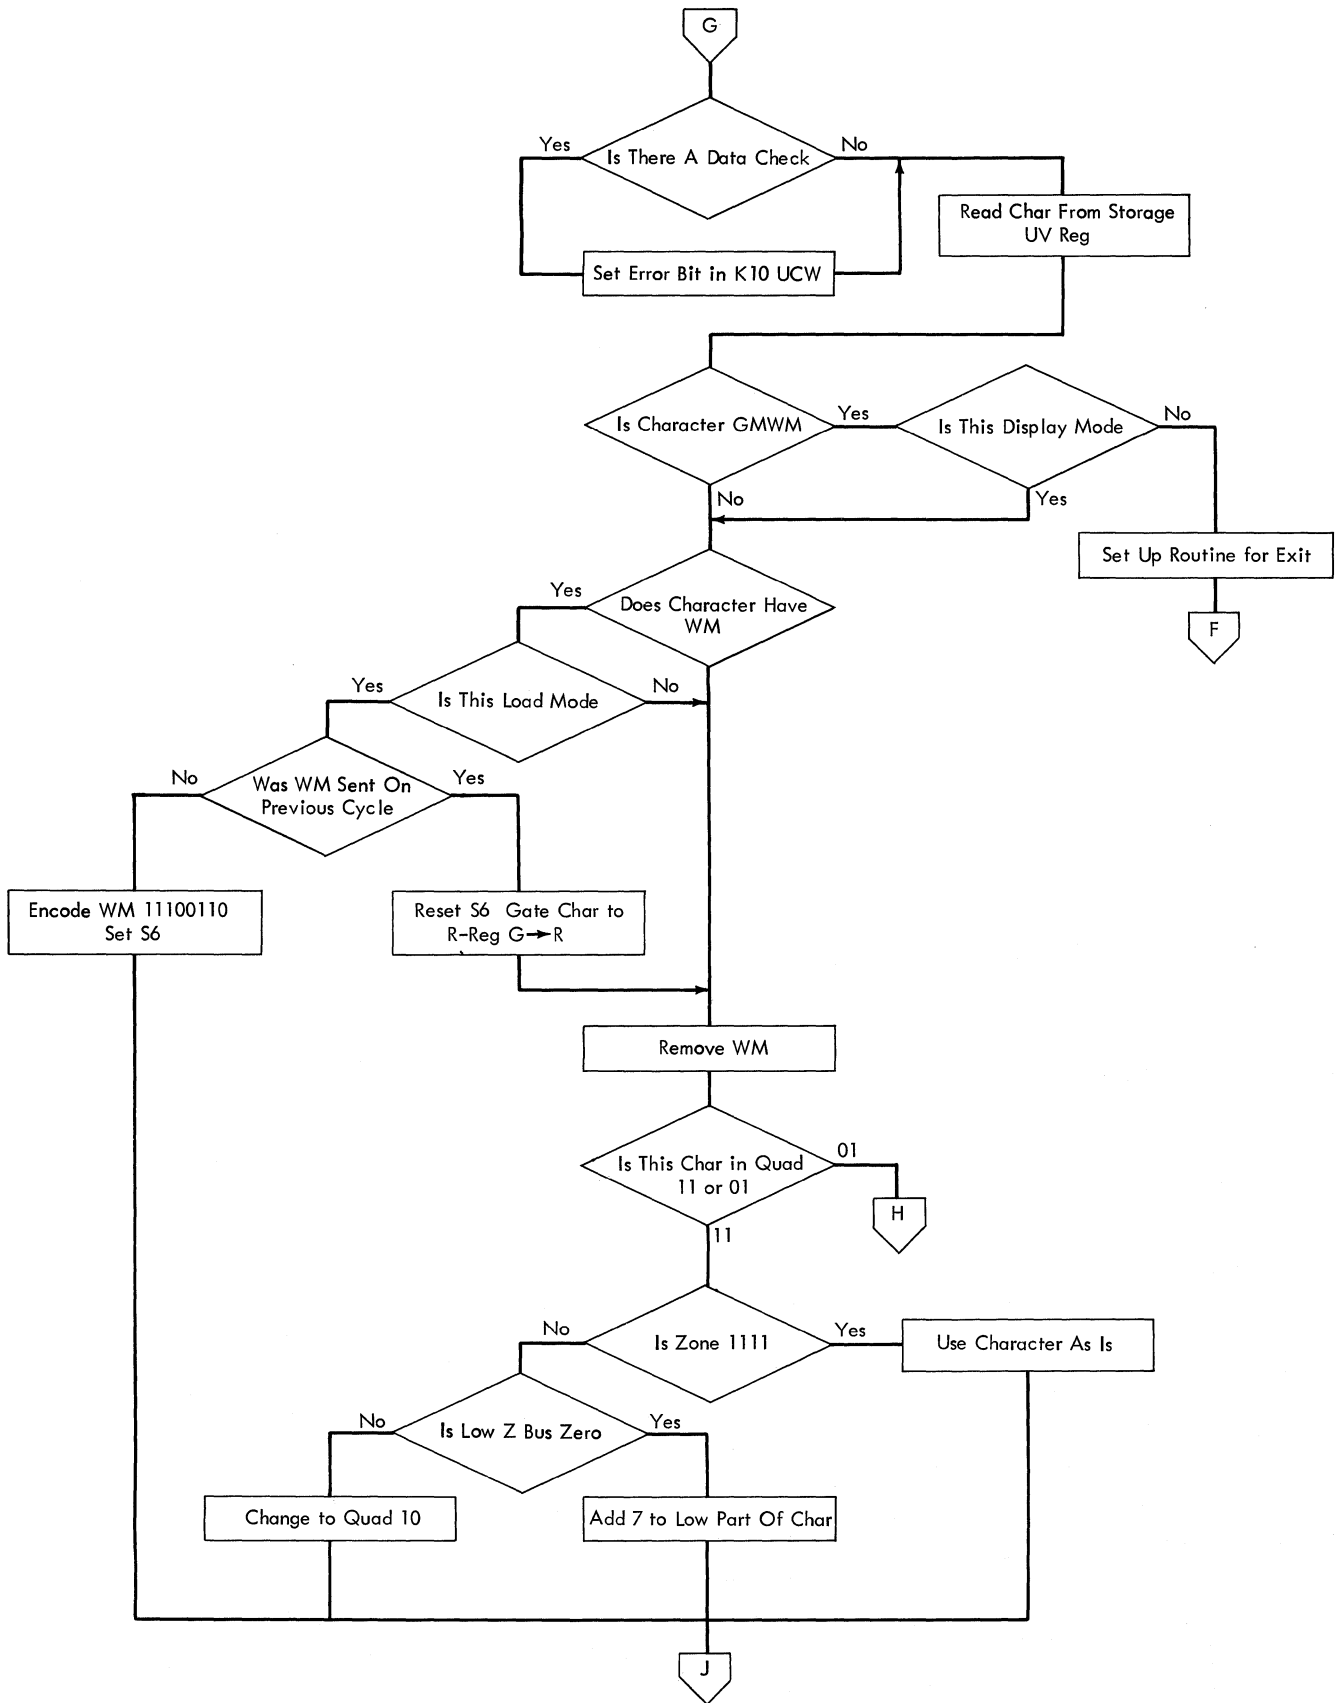 G
Yes
Is There A Data Check
No
Read Char From Storage
UV Reg
Set Error Bit in K10 UCW
Is Character GMWM
Yes
Is This Display Mode
No
No
Yes
Set Up Routine for Exit
F
Yes
Does Character Have
WM
Yes
Is This Load Mode
No
No
Was WM Sent On
Previous Cycle
Yes
Encode WM 11100110
Set S6
Reset S6 Gate Char to
R-Reg G→R
Remove WM
Is This Char in Quad
11 or 01
01
H
11
No
Is Zone 1111
Yes
Use Character As Is
No
Is Low Z Bus Zero
Yes
Change to Quad 10
Add 7 to Low Part Of Char
J